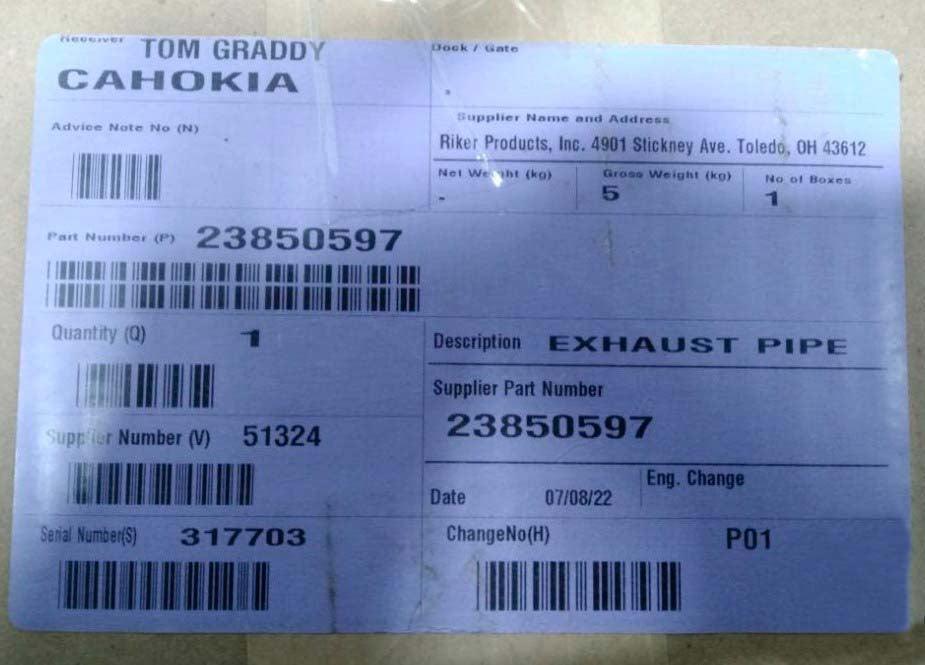 Receiver TOM GRADDY
CAHOKIA
Dock / Gate
Advice Note No (N)
Supplier Name and Address
Riker Products, Inc. 4901 Stickney Ave. Toledo, OH 43612
Net Weight (kg)
-
Gross Weight (kg)
5
No of Boxes
1
Part Number (P) 23850597
Quantity (Q) 1
Description EXHAUST PIPE
Supplier Part Number
23850597
Supplier Number (V) 51324
Date 07/08/22
Eng. Change
Serial Number(S) 317703
ChangeNo(H) P01